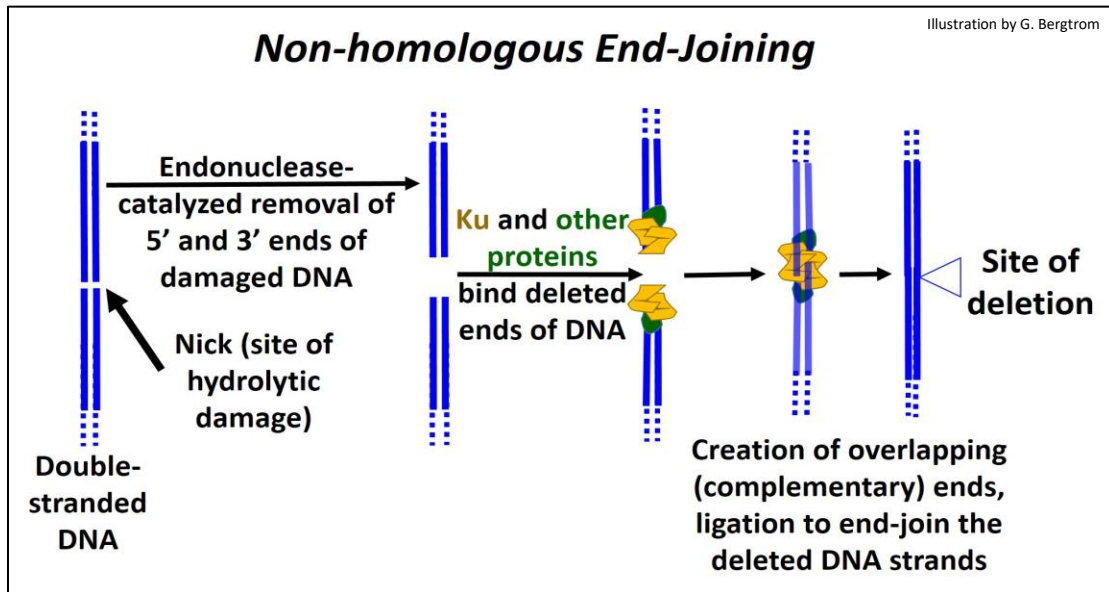 Illustration by G. Bergtrom
Non-homologous End-Joining
Endonuclease-
catalyzed removal of
5’ and 3’ ends of
damaged DNA
Nick (site of
hydrolytic
damage)
Double-
stranded
DNA
Ku and other
proteins
bind deleted
ends of DNA
Creation of overlapping
(complementary) ends,
ligation to end-join the
deleted DNA strands
Site of
deletion